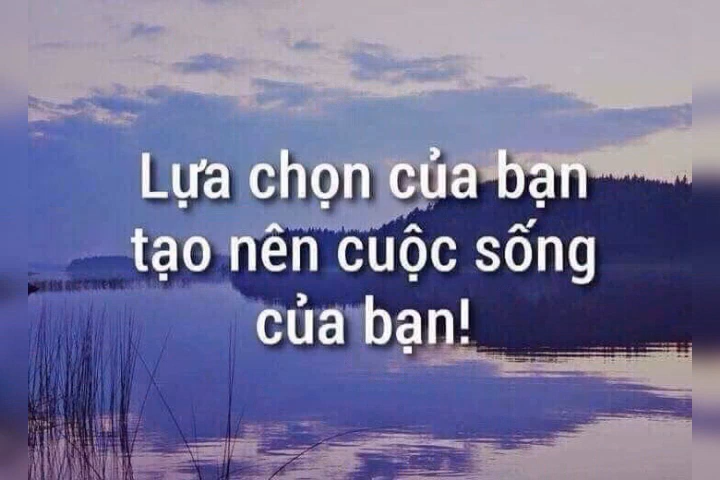 Lựa chọn của bạn
tạo nên cuộc sống
của bạn!